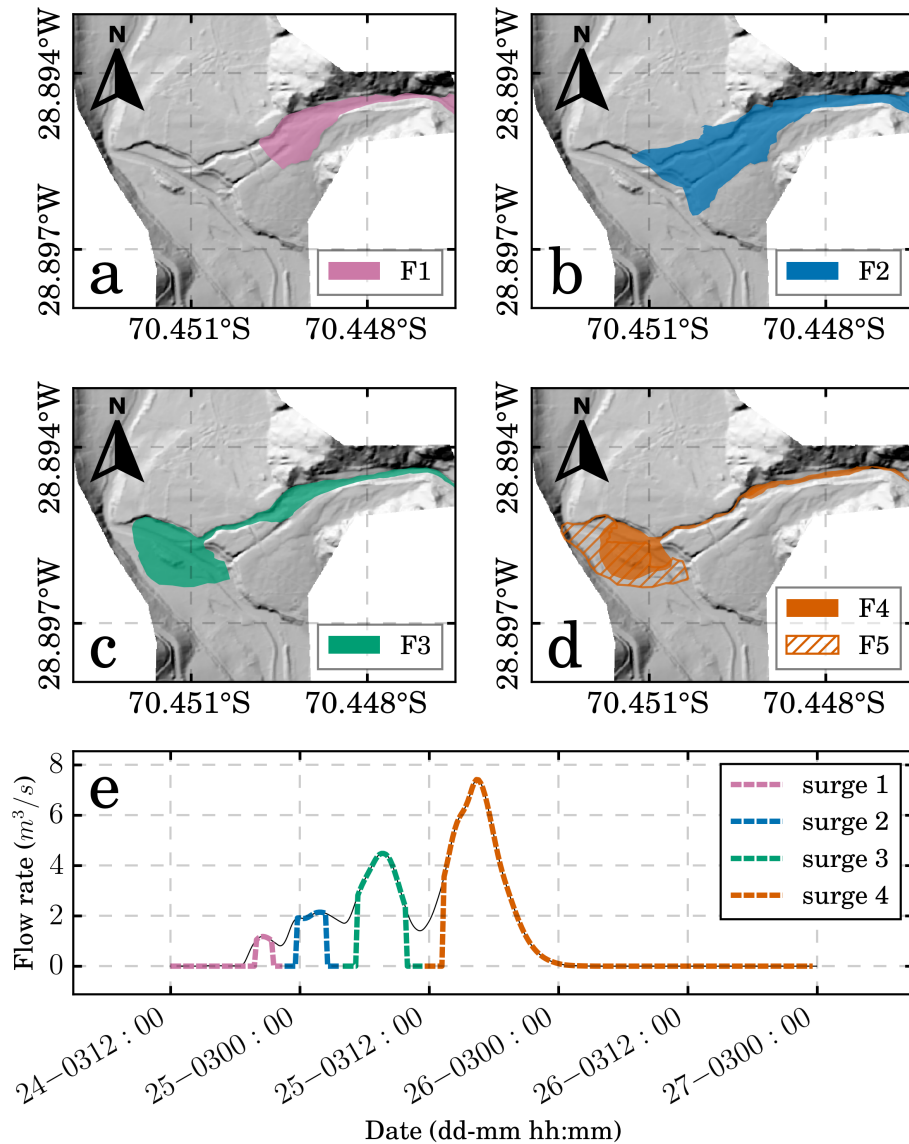 N
28.894°W
28.897°W
a
F1
70.451°S
70.448°S
N
28.894°W
28.897°W
b
F2
70.451°S
70.448°S
N
28.894°W
28.897°W
c
F3
70.451°S
70.448°S
N
28.894°W
28.897°W
d
F4
F5
70.451°S
70.448°S
e
Flow rate (m³/s)
8
6
4
2
0
surge 1
surge 2
surge 3
surge 4
24−0312 : 00
25−0300 : 00
25−0312 : 00
26−0300 : 00
26−0312 : 00
27−0300 : 00
Date (dd-mm hh:mm)